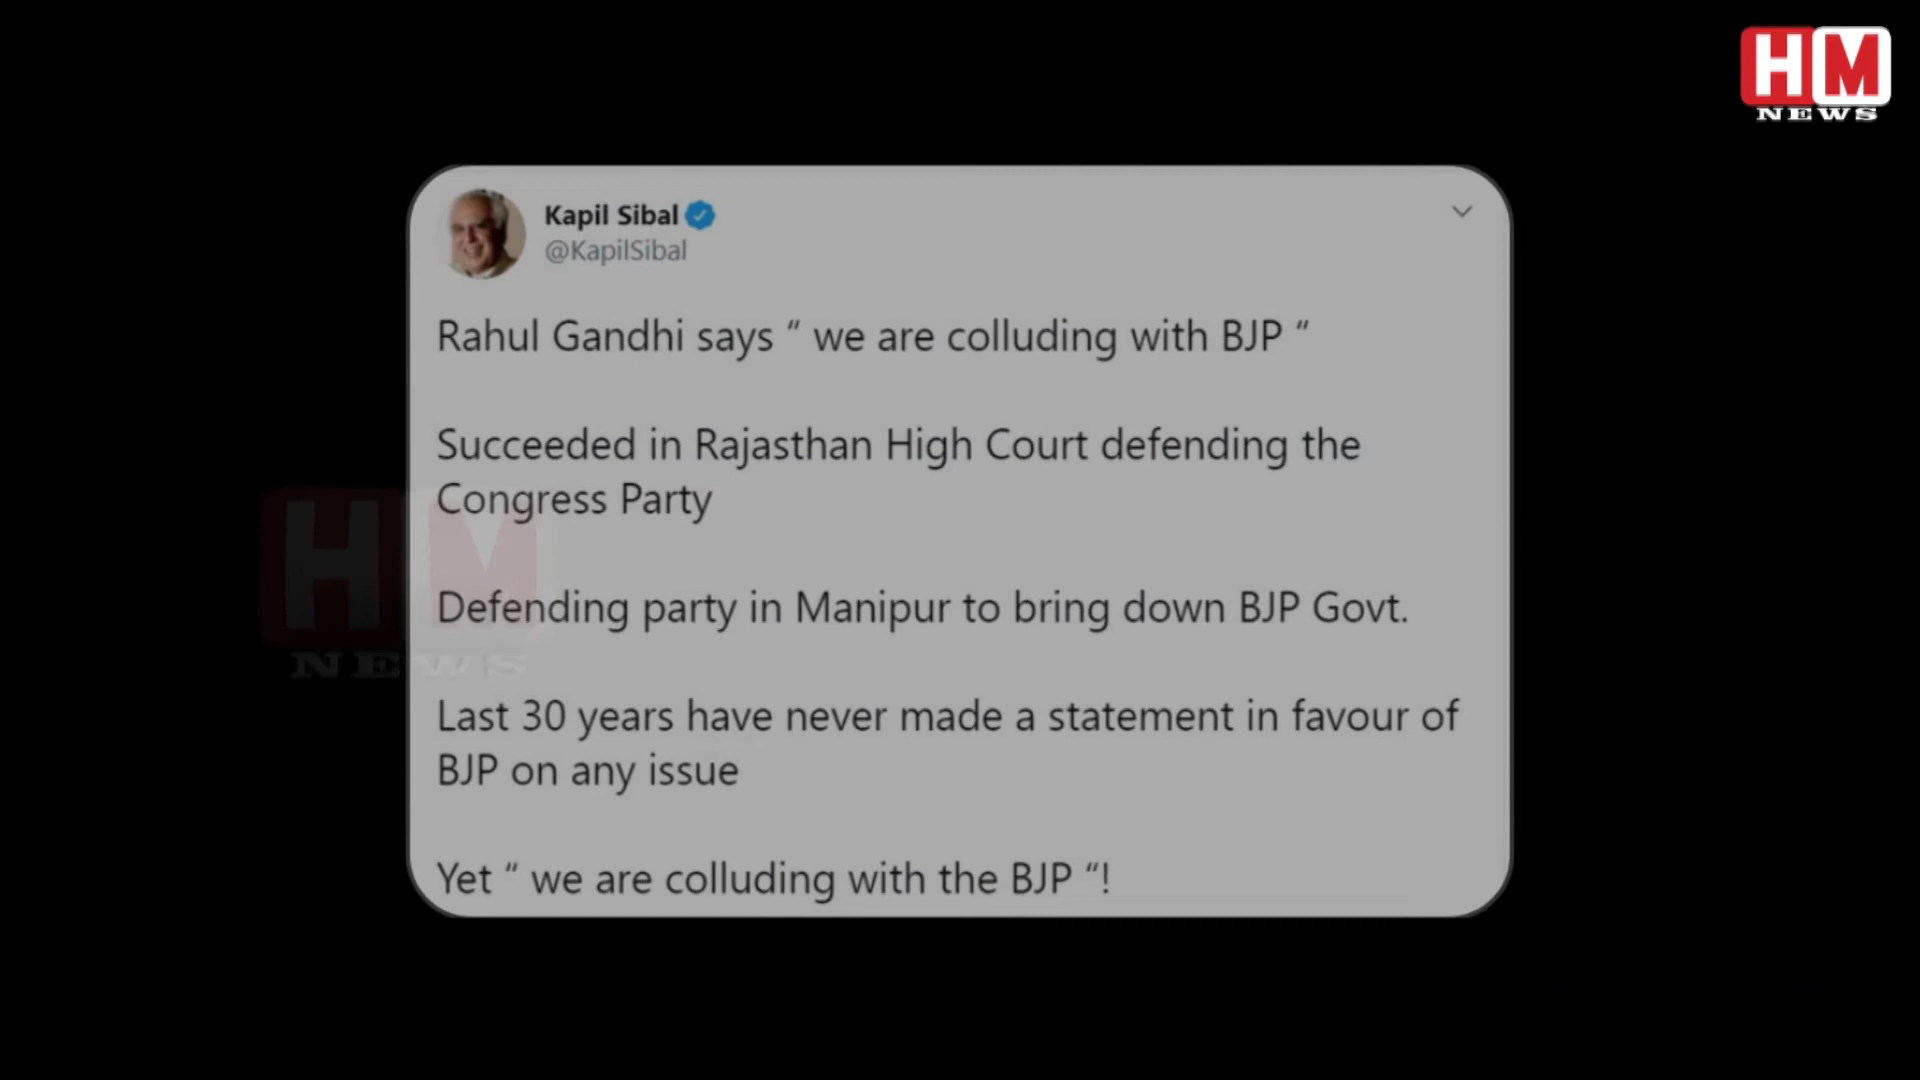 HM
NEWS
Kapil Sibal
@KapilSibal
Rahul Gandhi says “ we are colluding with BJP “
Succeeded in Rajasthan High Court defending the
Congress Party
Defending party in Manipur to bring down BJP Govt.
Last 30 years have never made a statement in favour of
BJP on any issue
Yet “ we are colluding with the BJP “!
HM
NEWS